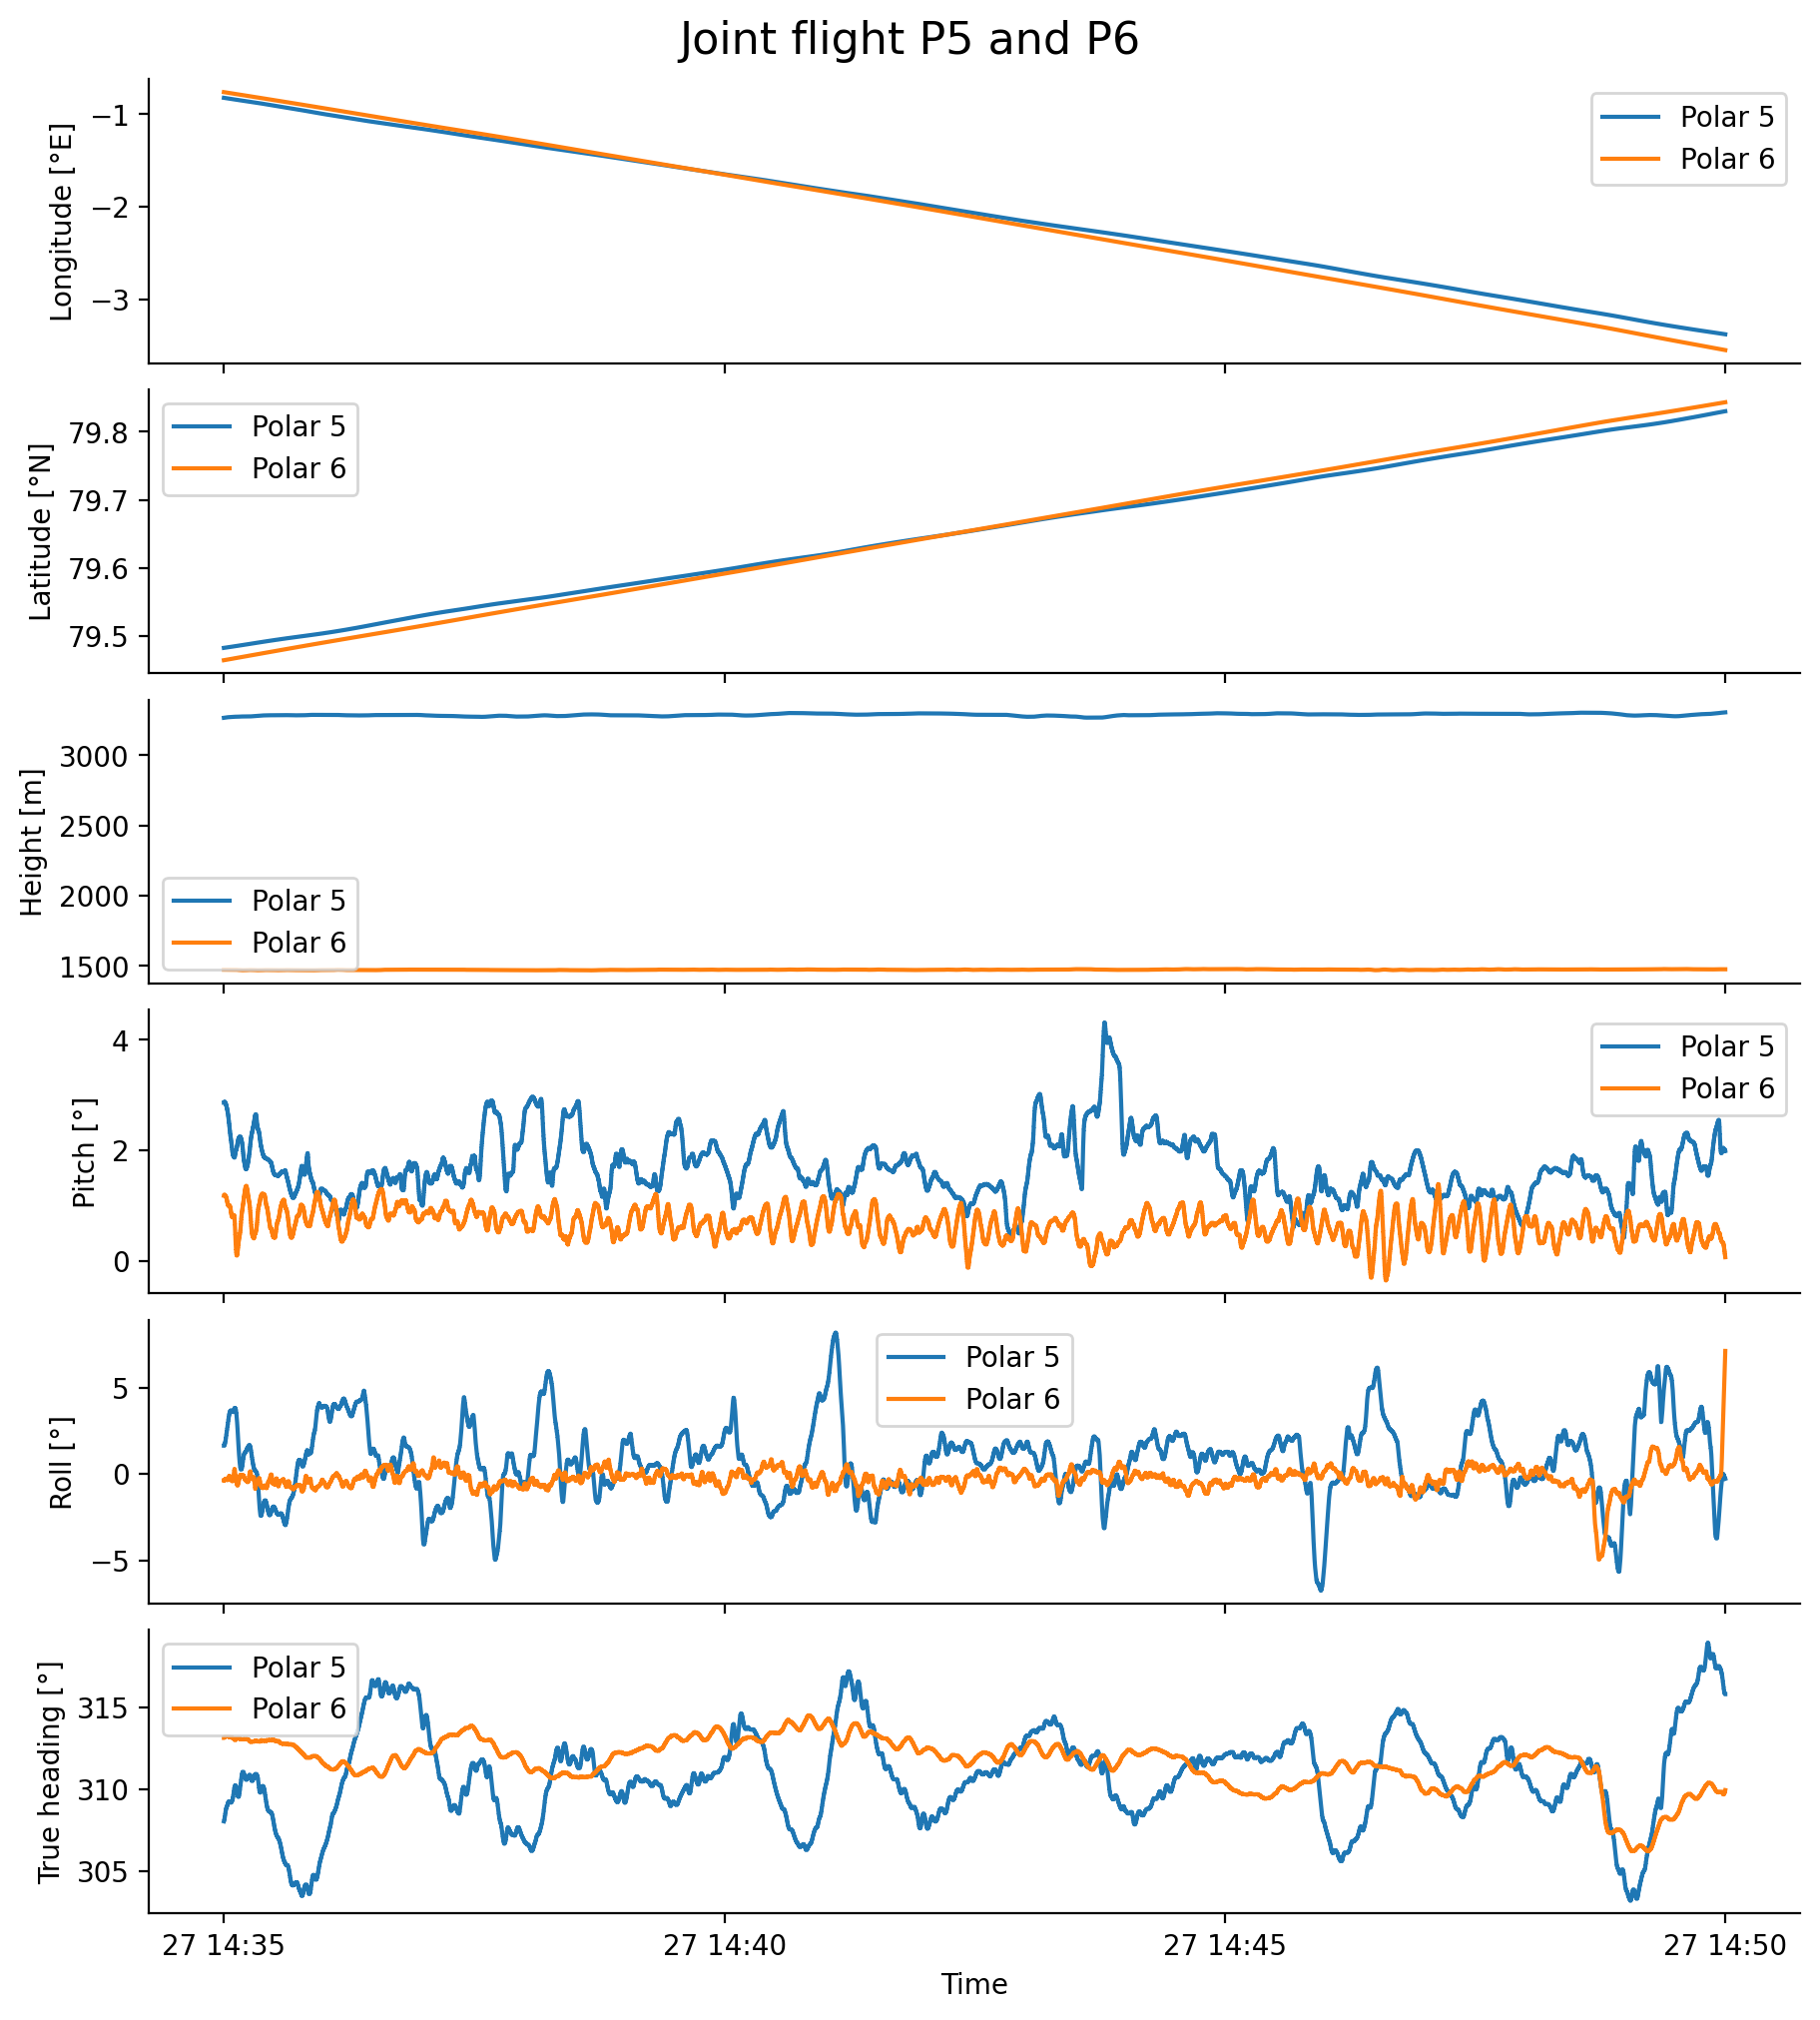 Joint flight P5 and P6
Longitude [°E]
−1
−2
−3
Polar 5
Polar 6
Latitude [°N]
79.8
79.7
79.6
79.5
Polar 5
Polar 6
Height [m]
3000
2500
2000
1500
Polar 5
Polar 6
Pitch [°]
4
2
0
Polar 5
Polar 6
Roll [°]
5
0
−5
Polar 5
Polar 6
True heading [°]
315
310
305
Polar 5
Polar 6
27 14:35 27 14:40 27 14:45 27 14:50
Time